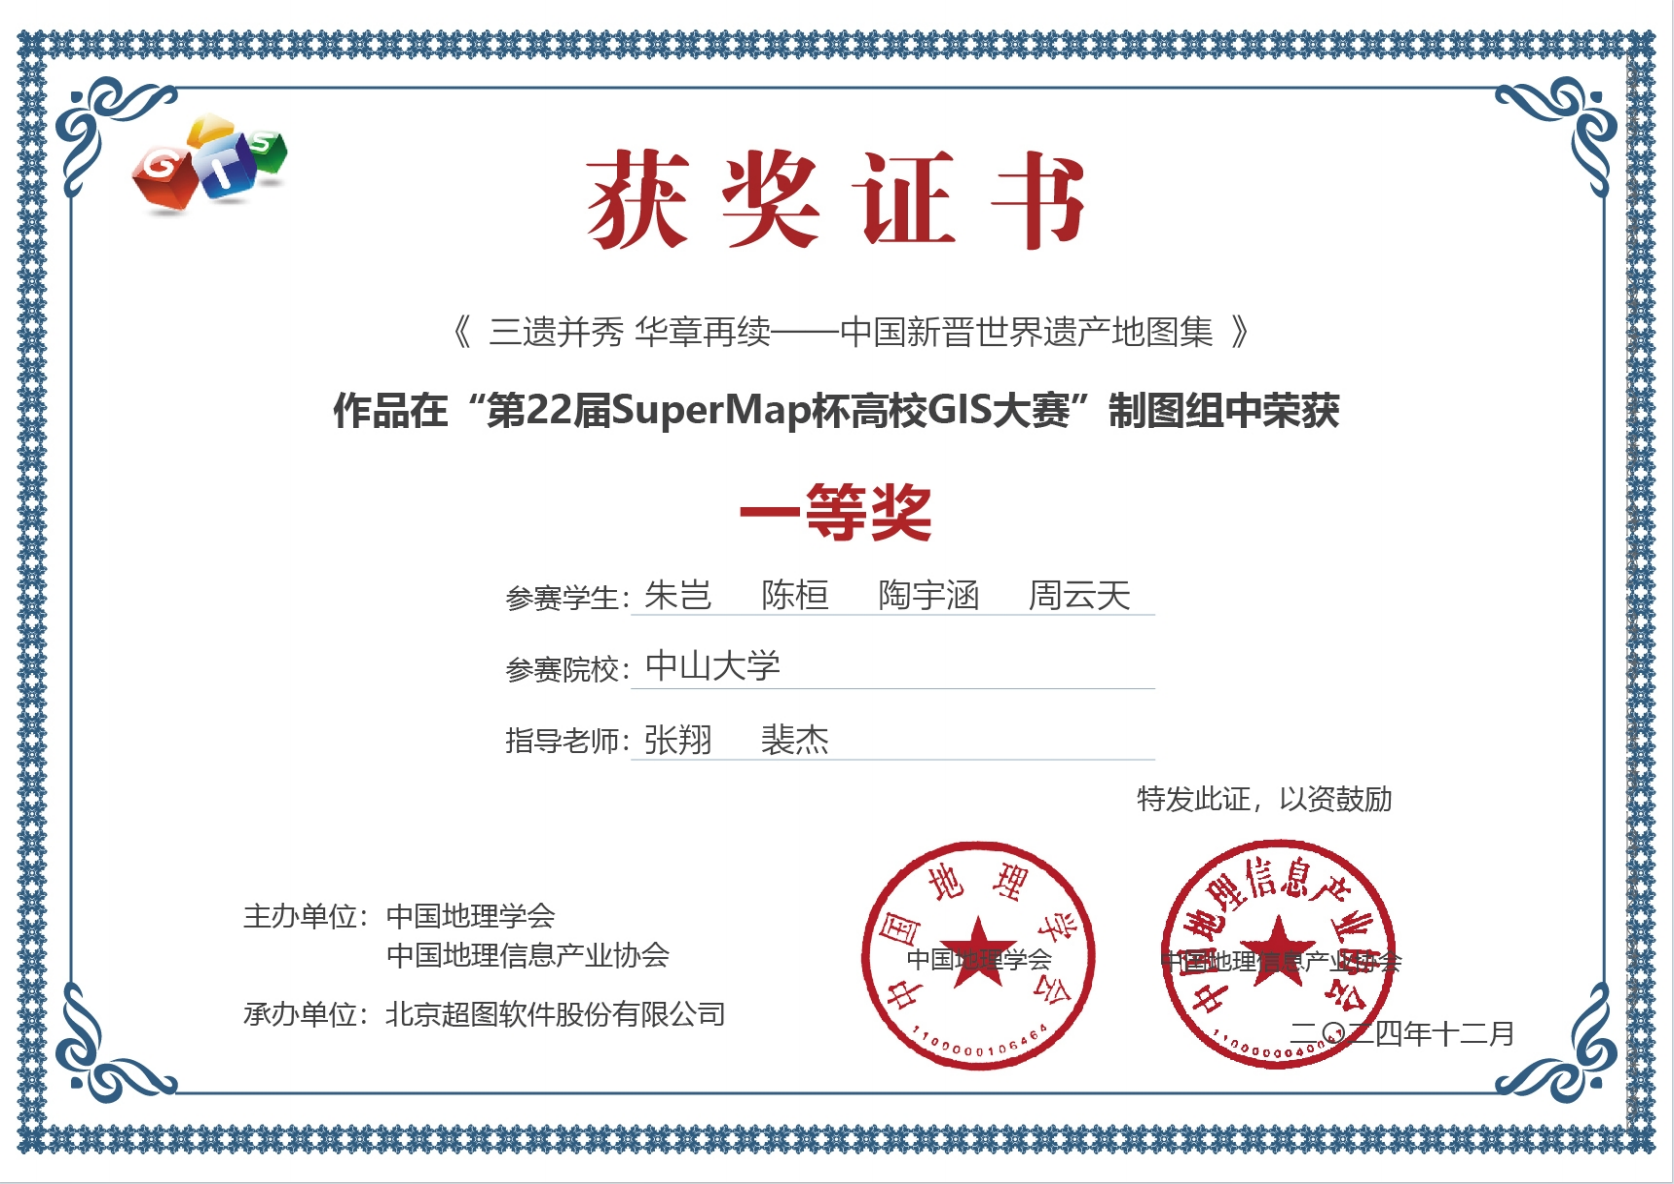 GIS
获奖证书
《 三遗并秀 华章再续——中国新晋世界遗产地图集 》
作品在“第22届SuperMap杯高校GIS大赛”制图组中荣获
一等奖
参赛学生：朱岂 陈桓 陶宇涵 周云天
参赛院校：中山大学
指导老师：张翔 裴杰
特发此证，以资鼓励
主办单位：中国地理学会
中国地理信息产业协会
承办单位：北京超图软件股份有限公司
中国地理学会
中国地理学会
1100000106464
中国地理信息产业协会
中国地理信息产业协会
二〇二四年十二月